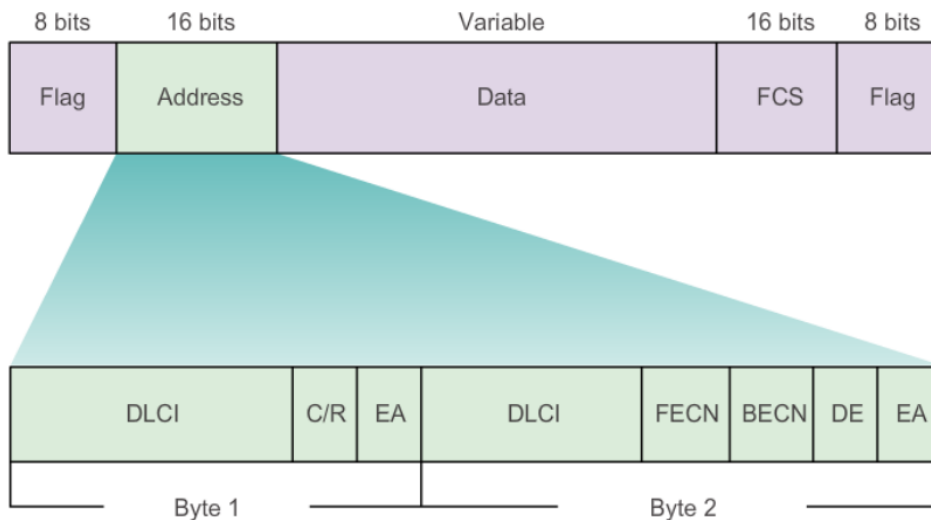 8 bits 16 bits Variable 16 bits 8 bits
Flag Address Data FCS Flag
DLCI C/R EA DLCI FECN BECN DE EA
Byte 1 Byte 2